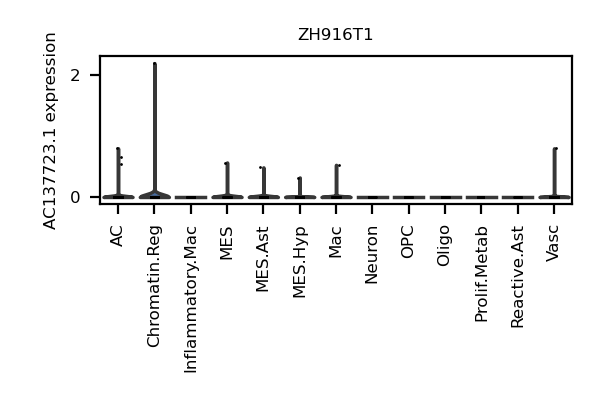 ZH916T1
AC137723.1 expression
2
0
AC
Chromatin.Reg
Inflammatory.Mac
MES
MES.Ast
MES.Hyp
Mac
Neuron
OPC
Oligo
Prolif.Metab
Reactive.Ast
Vasc